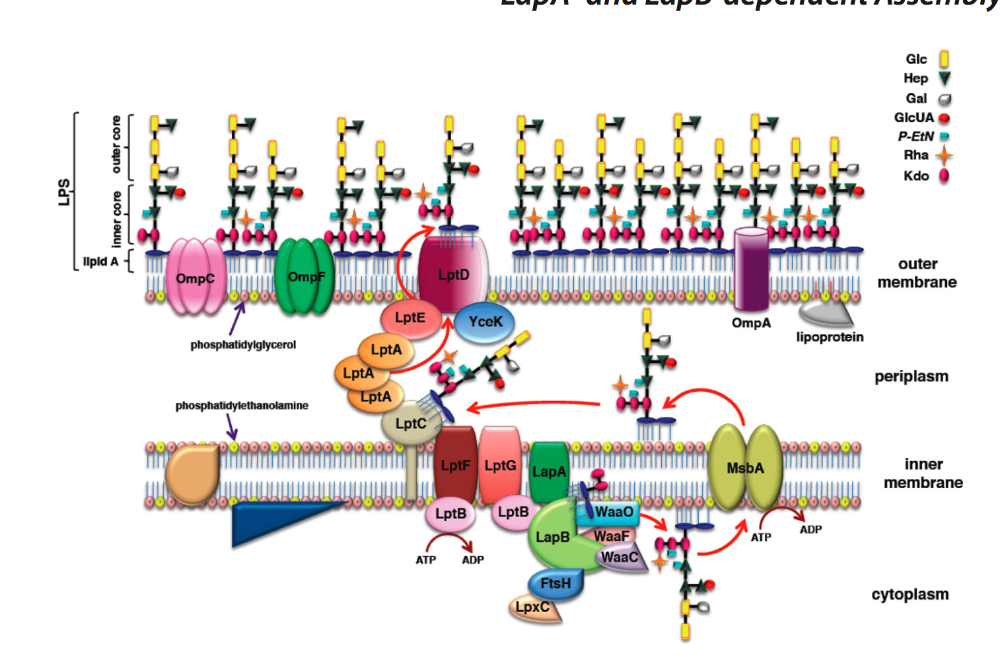 LapA- and LapB-dependent Assembly
Glc
Hep
Gal
GlcUA
P-EtN
Rha
Kdo
LPS
outer core
inner core
lipid A
OmpC
OmpF
LptD
LptE
YceK
OmpA
lipoprotein
outer
membrane
phosphatidylglycerol
LptA
LptA
LptA
LptC
periplasm
phosphatidylethanolamine
LptF
LptG
LapA
MsbA
inner
membrane
LptB
LptB
LapB
WaaO
WaaF
WaaC
ATP
ADP
ATP
ADP
FtsH
LpxC
cytoplasm